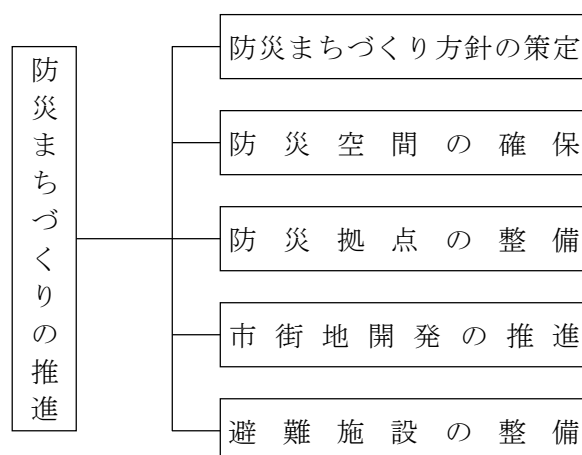 防災まちづくりの推進
防災まちづくり方針の策定
防災空間の確保
防災拠点の整備
市街地開発の推進
避難施設の整備